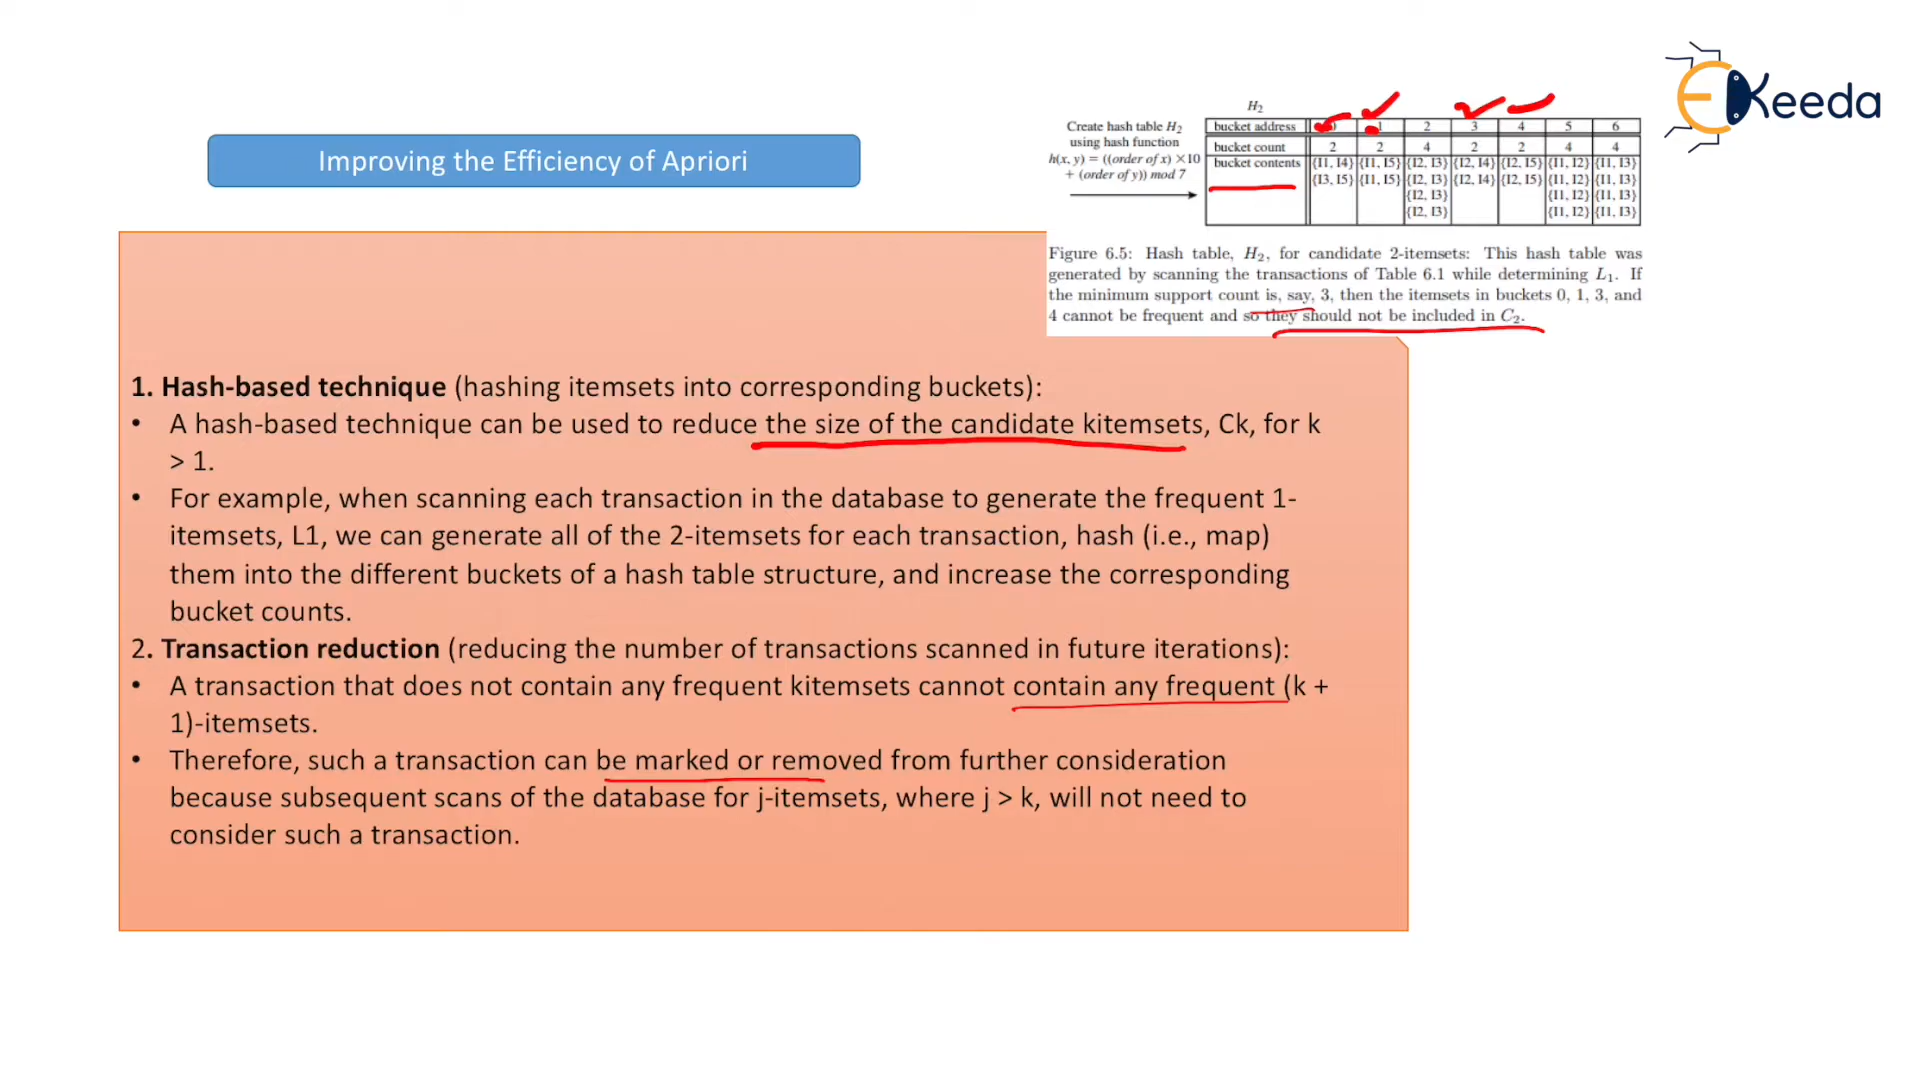 EKeeda
Improving the Efficiency of Apriori
H2
Create hash table H2
using hash function
h(x, y) = ((order of x) ×10
+ (order of y)) mod 7
bucket address 1 2 3 4 5 6
bucket count 2 2 4 2 2 4 4
bucket contents {I1, I4} {I1, I5} {I2, I3} {I2, I4} {I2, I5} {I1, I2} {I1, I3}
{I3, I5} {I1, I5} {I2, I3} {I2, I4} {I2, I5} {I1, I2} {I1, I3}
{I2, I3} {I1, I2} {I1, I3}
{I2, I3} {I1, I2} {I1, I3}
Figure 6.5: Hash table, H2, for candidate 2-itemsets: This hash table was
generated by scanning the transactions of Table 6.1 while determining L1. If
the minimum support count is, say, 3, then the itemsets in buckets 0, 1, 3, and
4 cannot be frequent and so they should not be included in C2.
1. Hash-based technique (hashing itemsets into corresponding buckets):
• A hash-based technique can be used to reduce the size of the candidate kitemsets, Ck, for k
> 1.
• For example, when scanning each transaction in the database to generate the frequent 1-
itemsets, L1, we can generate all of the 2-itemsets for each transaction, hash (i.e., map)
them into the different buckets of a hash table structure, and increase the corresponding
bucket counts.
2. Transaction reduction (reducing the number of transactions scanned in future iterations):
• A transaction that does not contain any frequent kitemsets cannot contain any frequent (k +
1)-itemsets.
• Therefore, such a transaction can be marked or removed from further consideration
because subsequent scans of the database for j-itemsets, where j > k, will not need to
consider such a transaction.